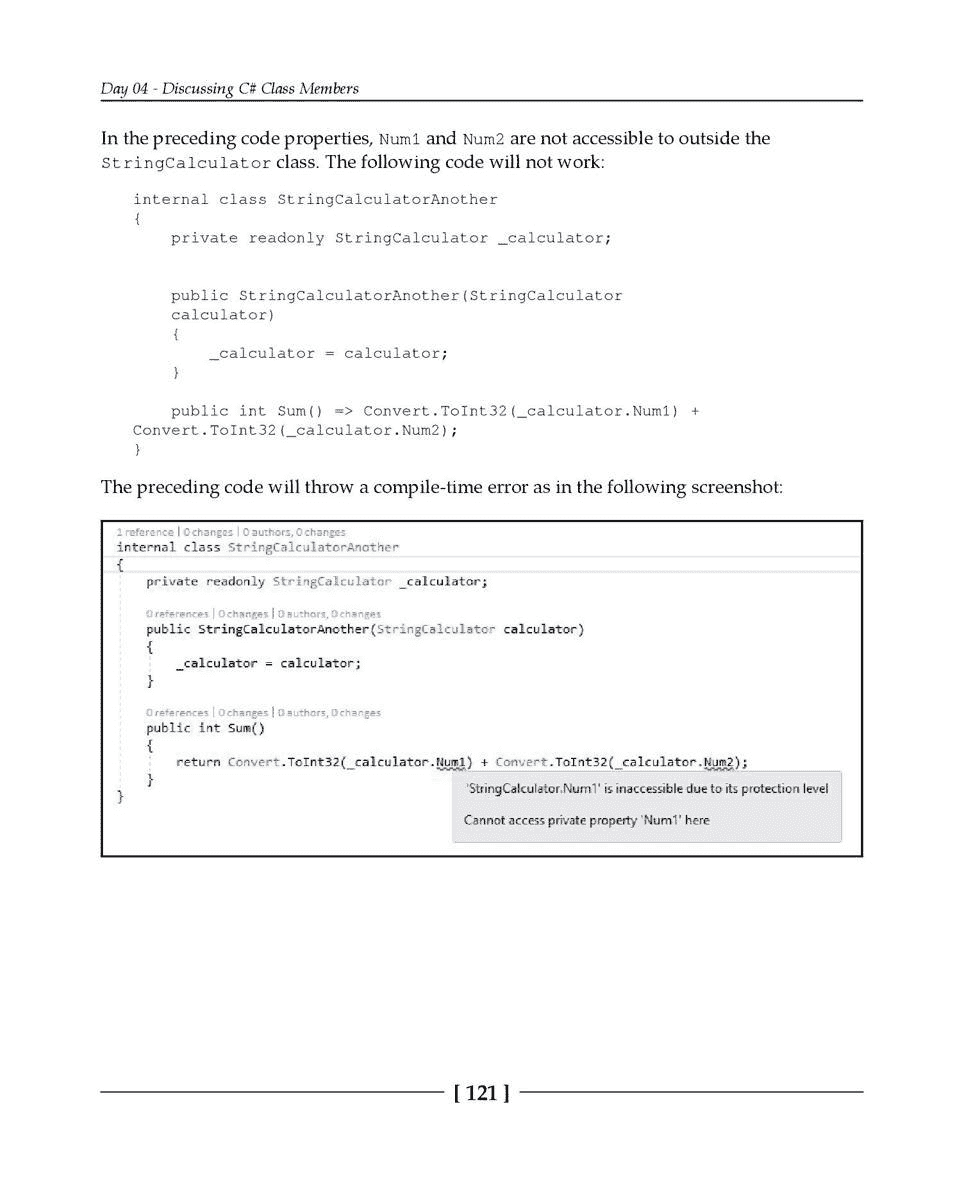 Day 04 - Discussing C# Class Members
In the preceding code properties, Num1 and Num2 are not accessible to outside the
StringCalculator class. The following code will not work:
internal class StringCalculatorAnother
{
private readonly StringCalculator _calculator;
public StringCalculatorAnother(StringCalculator
calculator)
{
_calculator = calculator;
}
public int Sum() => Convert.ToInt32(_calculator.Num1) +
Convert.ToInt32(_calculator.Num2);
}
The preceding code will throw a compile-time error as in the following screenshot:
1 reference | 0 changes | 0 authors, 0 changes
internal class StringCalculatorAnother
{
private readonly StringCalculator _calculator;
0 references | 0 changes | 0 authors, 0 changes
public StringCalculatorAnother(StringCalculator calculator)
{
_calculator = calculator;
}
0 references | 0 changes | 0 authors, 0 changes
public int Sum()
{
return Convert.ToInt32(_calculator.Num1) + Convert.ToInt32(_calculator.Num2);
}
}
'StringCalculator.Num1' is inaccessible due to its protection level
Cannot access private property 'Num1' here
[ 121 ]